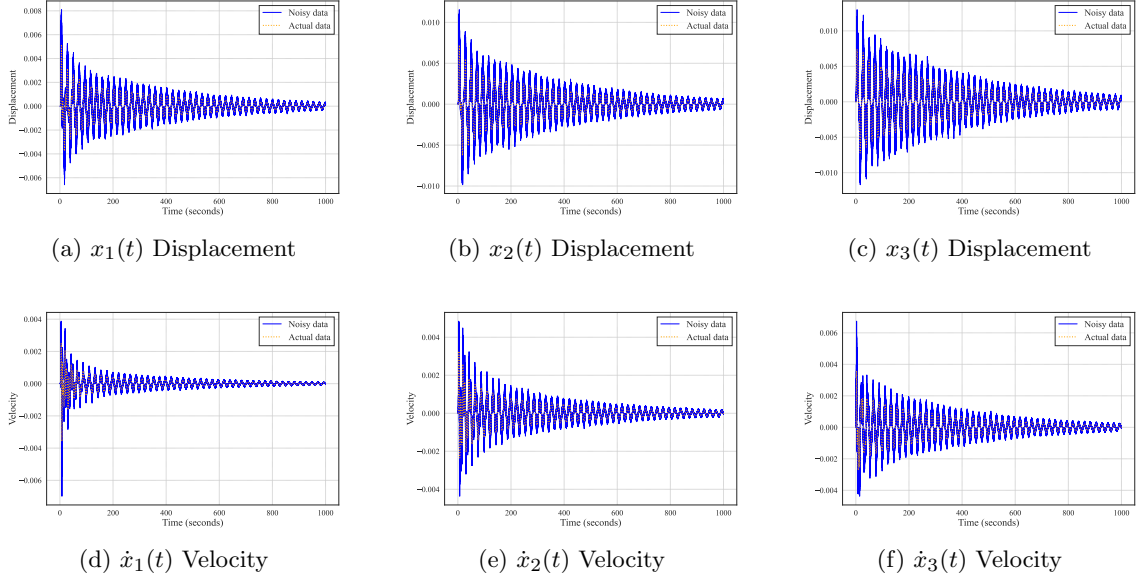 0.008
0.006
0.004
0.002
0.000
−0.002
−0.004
−0.006
Displacement
0 200 400 600 800 1000
Time (seconds)
Noisy data
Actual data
(a) x₁(t) Displacement
0.010
0.005
0.000
−0.005
−0.010
Displacement
0 200 400 600 800 1000
Time (seconds)
Noisy data
Actual data
(b) x₂(t) Displacement
0.010
0.005
0.000
−0.005
−0.010
Displacement
0 200 400 600 800 1000
Time (seconds)
Noisy data
Actual data
(c) x₃(t) Displacement
0.004
0.002
0.000
−0.002
−0.004
−0.006
Velocity
0 200 400 600 800 1000
Time (seconds)
Noisy data
Actual data
(d) ẋ₁(t) Velocity
0.004
0.002
0.000
−0.002
−0.004
Velocity
0 200 400 600 800 1000
Time (seconds)
Noisy data
Actual data
(e) ẋ₂(t) Velocity
0.006
0.004
0.002
0.000
−0.002
−0.004
Velocity
0 200 400 600 800 1000
Time (seconds)
Noisy data
Actual data
(f) ẋ₃(t) Velocity